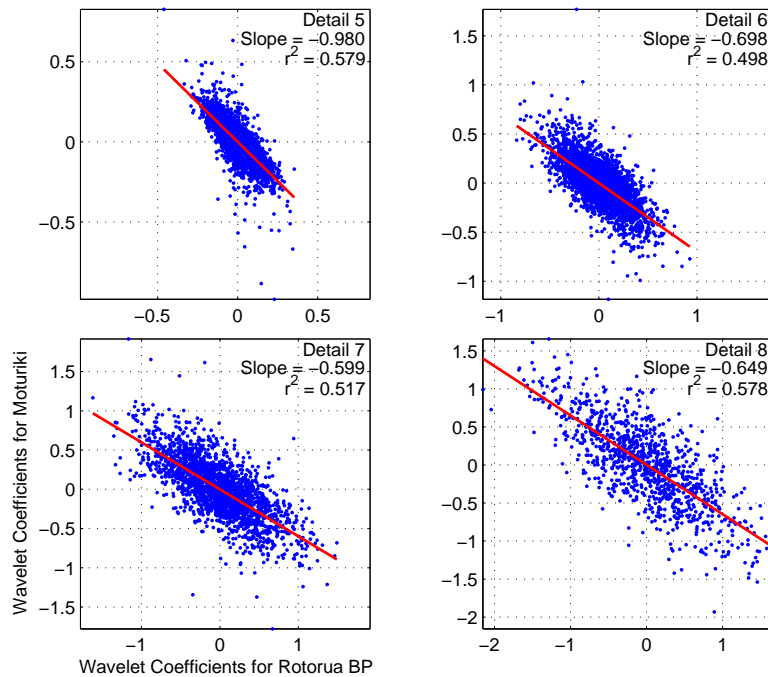 Detail 5
Slope = −0.980
r² = 0.579
0.5
0
−0.5
−0.5
0
0.5
Detail 6
Slope = −0.698
r² = 0.498
1.5
1
0.5
0
−0.5
−1
−1
0
1
Detail 7
Slope = −0.599
r² = 0.517
1.5
1
0.5
0
−0.5
−1
−1.5
−1
0
1
Wavelet Coefficients for Moturiki
Wavelet Coefficients for Rotorua BP
Detail 8
Slope = −0.649
r² = 0.578
1.5
1
0.5
0
−0.5
−1
−1.5
−2
−2
−1
0
1